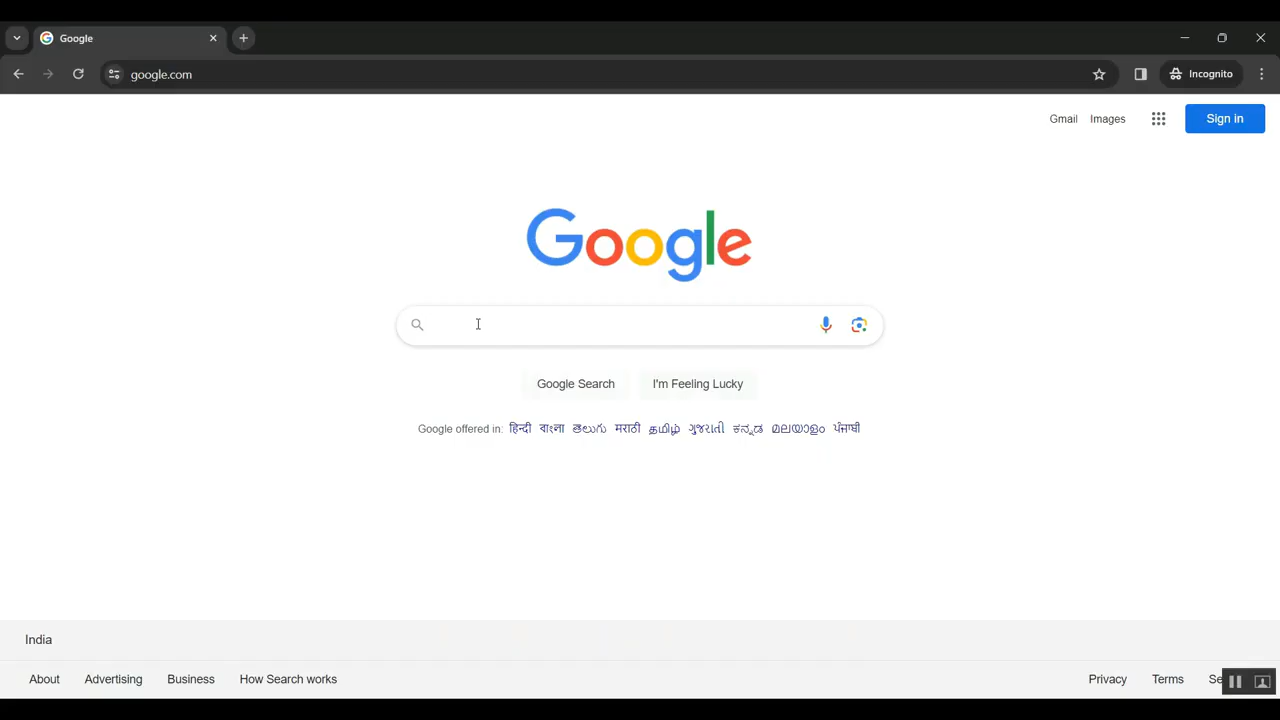 Google
google.com
Incognito
Gmail Images Sign in
Google
Google Search I'm Feeling Lucky
Google offered in: हिन्दी বাংলা తెలుగు मराठी தமிழ் ગુજરાતી ಕನ್ನಡ മലയാളം ਪੰਜਾਬੀ
India
About Advertising Business How Search works Privacy Terms Se